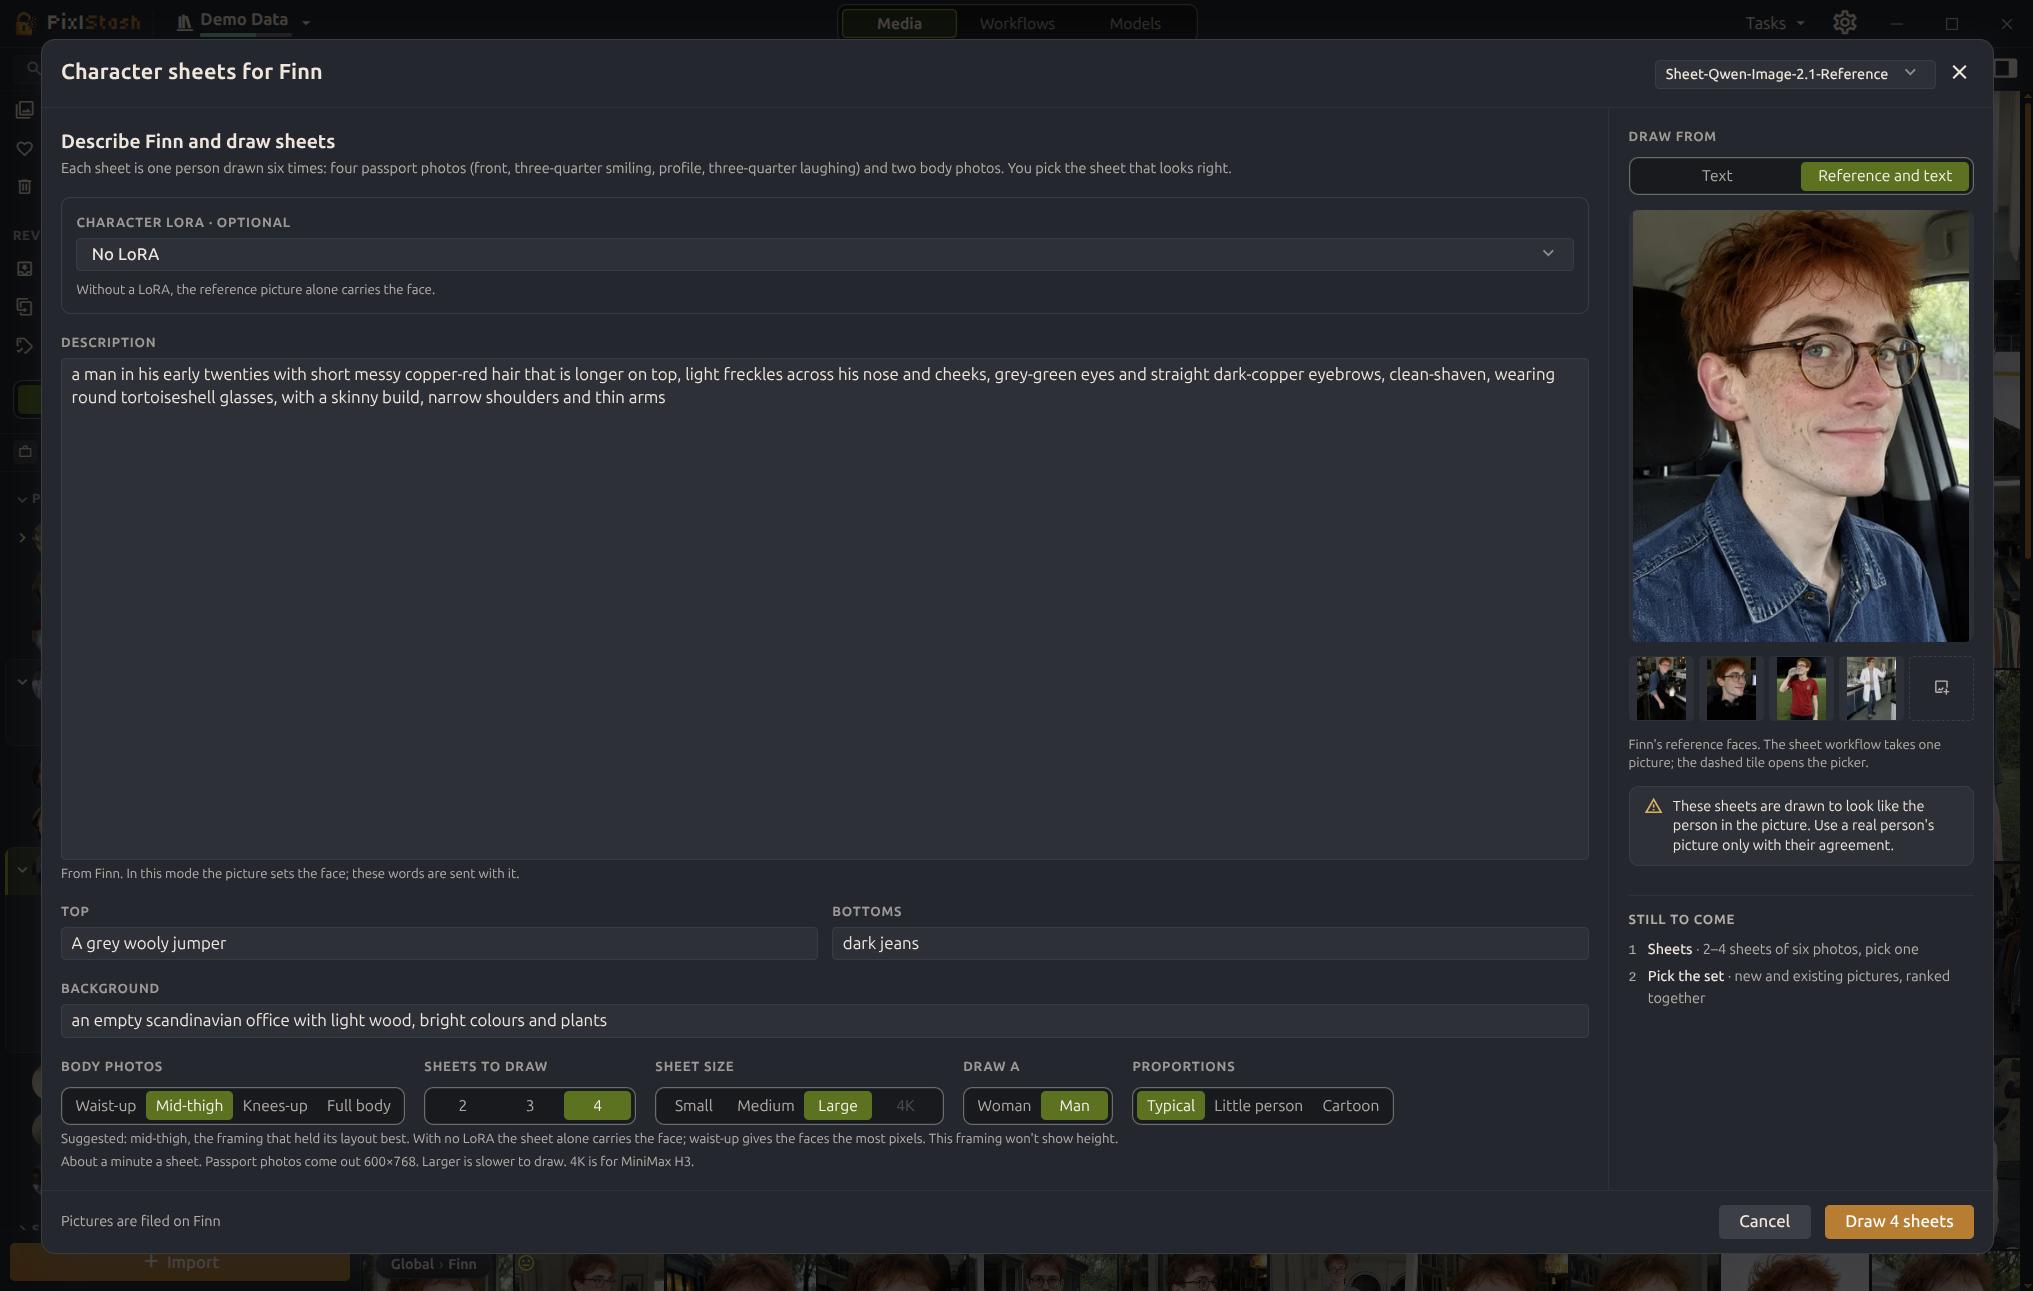 PixlStash
Demo Data
Media
Workflows
Models
Tasks
Character sheets for Finn
Sheet-Qwen-Image-2.1-Reference
Describe Finn and draw sheets
Each sheet is one person drawn six times: four passport photos (front, three-quarter smiling, profile, three-quarter laughing) and two body photos. You pick the sheet that looks right.
CHARACTER LORA · OPTIONAL
No LoRA
Without a LoRA, the reference picture alone carries the face.
DESCRIPTION
a man in his early twenties with short messy copper-red hair that is longer on top, light freckles across his nose and cheeks, grey-green eyes and straight dark-copper eyebrows, clean-shaven, wearing
round tortoiseshell glasses, with a skinny build, narrow shoulders and thin arms
From Finn. In this mode the picture sets the face; these words are sent with it.
TOP
BOTTOMS
A grey wooly jumper
dark jeans
BACKGROUND
an empty scandinavian office with light wood, bright colours and plants
BODY PHOTOS
SHEETS TO DRAW
SHEET SIZE
DRAW A
PROPORTIONS
Waist-up
Mid-thigh
Knees-up
Full body
2
3
4
Small
Medium
Large
4K
Woman
Man
Typical
Little person
Cartoon
Suggested: mid-thigh, the framing that held its layout best. With no LoRA the sheet alone carries the face; waist-up gives the faces the most pixels. This framing won't show height.
About a minute a sheet. Passport photos come out 600×768. Larger is slower to draw. 4K is for MiniMax H3.
DRAW FROM
Text
Reference and text
Finn's reference faces. The sheet workflow takes one
picture; the dashed tile opens the picker.
These sheets are drawn to look like the
person in the picture. Use a real person's
picture only with their agreement.
STILL TO COME
1 Sheets · 2–4 sheets of six photos, pick one
2 Pick the set · new and existing pictures, ranked
together
Pictures are filed on Finn
Cancel
Draw 4 sheets
REV
P
S
+ Import
Global › Finn